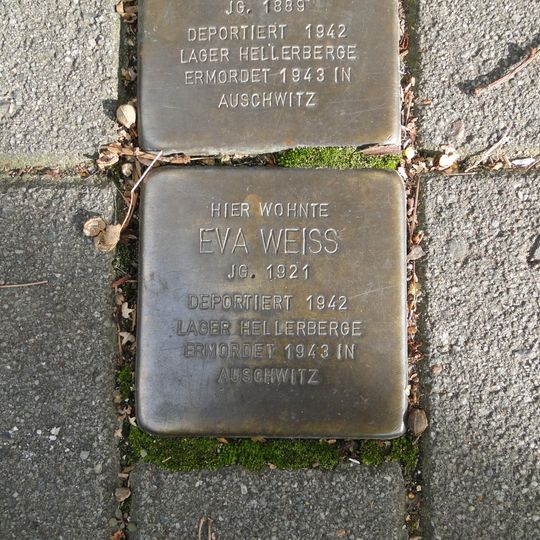 JG. 1889
DEPORTIERT 1942
LAGER HELLERBERGE
ERMORDET 1943 IN
AUSCHWITZ
HIER WOHNTE
EVA WEISS
JG. 1921
DEPORTIERT 1942
LAGER HELLERBERGE
ERMORDET 1943 IN
AUSCHWITZ